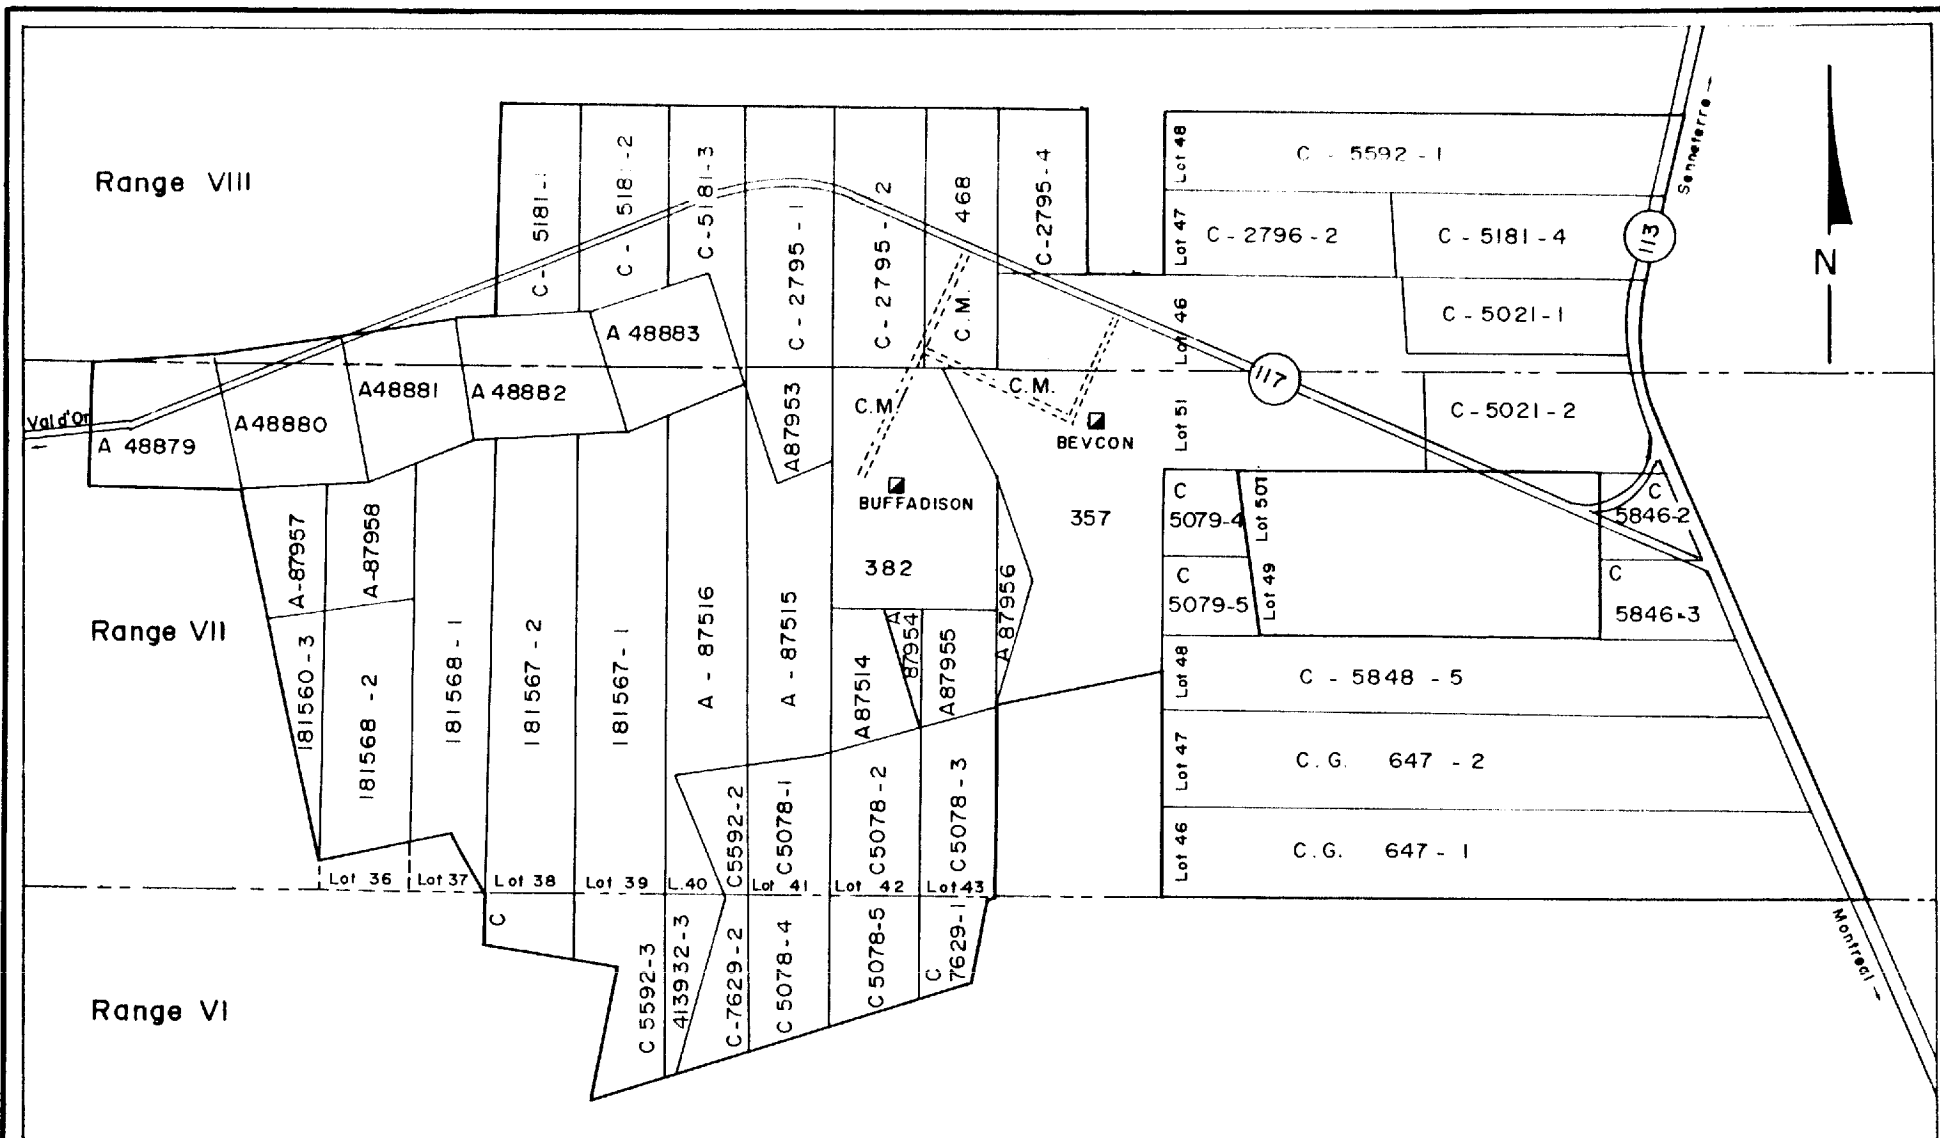 Range VIII
C - 5181 - 1
C - 5181 - 2
C - 5181 - 3
C - 2795 - 1
C - 2795 - 2
468
C - 2795 - 4
C.M.
Lot 48
C - 5592 - 1
Lot 47
C - 2796 - 2
C - 5181 - 4
Lot 46
C - 5021 - 1
113
Senneterre →
N
117
Val d'Or
←
A 48879
A 48880
A48881
A 48882
A 48883
A87953
C.M.
C.M.
BEVCON
BUFFADISON
382
357
Lot 51
C - 5021 - 2
C
5079-4
Lot 50
C
5079-5
Lot 49
C
5846-2
C
5846-3
Range VII
A-87957
A-87958
181560 - 3
181568 - 2
181568 - 1
181567 - 2
181567 - 1
A - 87516
A - 87515
A87514
A
87954
A87955
A 87956
Lot 48
C - 5848 - 5
Lot 47
C.G. 647 - 2
Lot 46
C.G. 647 - 1
C5592-2
C5078-1
C5078 - 2
C5078 - 3
Lot 36
Lot 37
Lot 38
Lot 39
L.40
Lot 41
Lot 42
Lot 43
Range VI
C
C 5592-3
413932-3
C-7629-2
C 5078-4
C 5078-5
C
7629-1
Montreal →